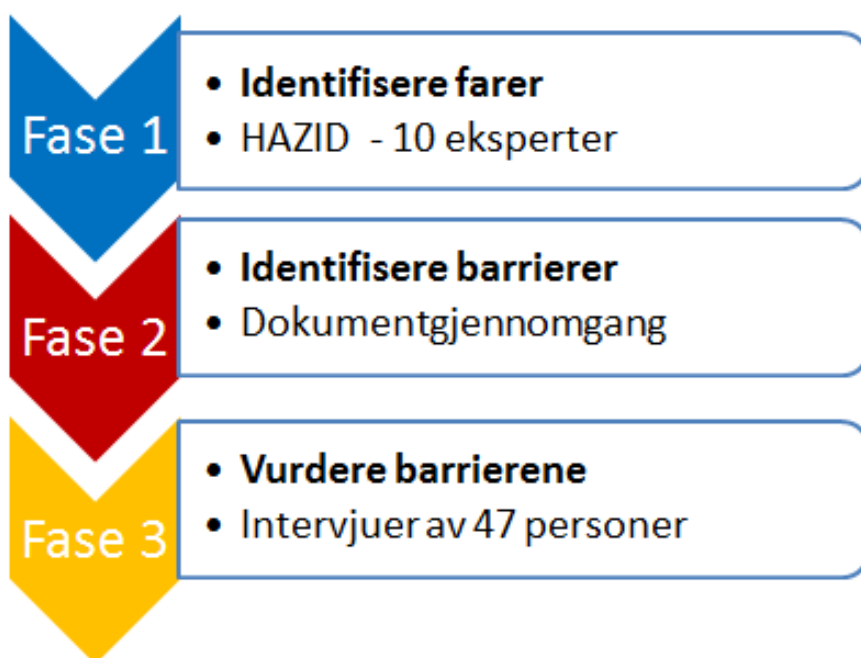 Fase 1
• Identifisere farer
• HAZID - 10 eksperter
Fase 2
• Identifisere barrierer
• Dokumentgjennomgang
Fase 3
• Vurdere barrierene
• Intervjuer av 47 personer